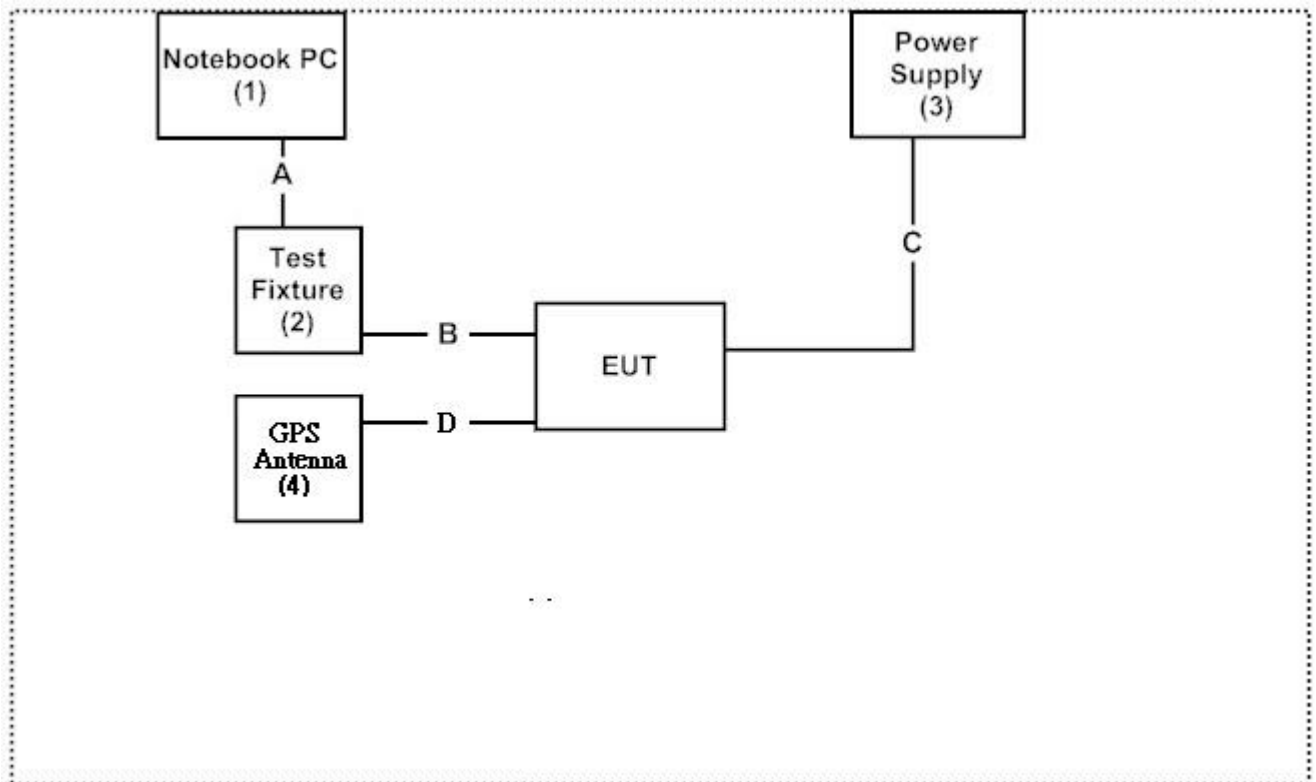 Notebook PC
(1)
Power
Supply
(3)
A
Test
Fixture
(2)
C
B
EUT
GPS
Antenna
(4)
D